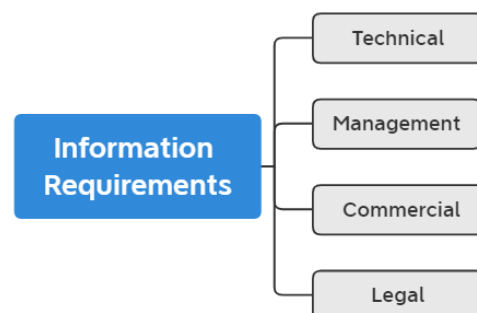 Technical
Management
Information
Requirements
Commercial
Legal